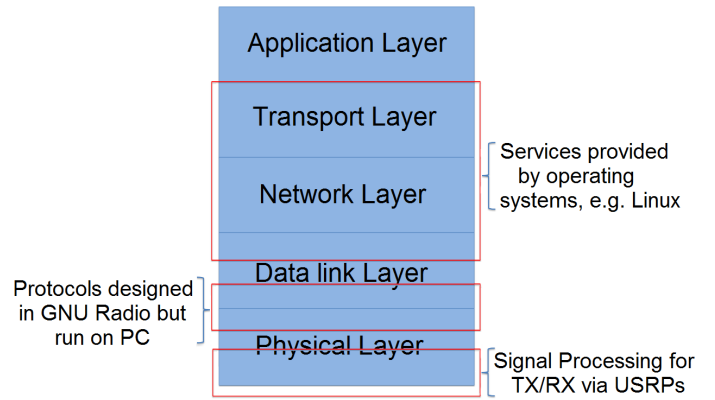 Application Layer
Transport Layer
Services provided
by operating
systems, e.g. Linux
Network Layer
Data link Layer
Protocols designed
in GNU Radio but
run on PC
Physical Layer
Signal Processing for
TX/RX via USRPs